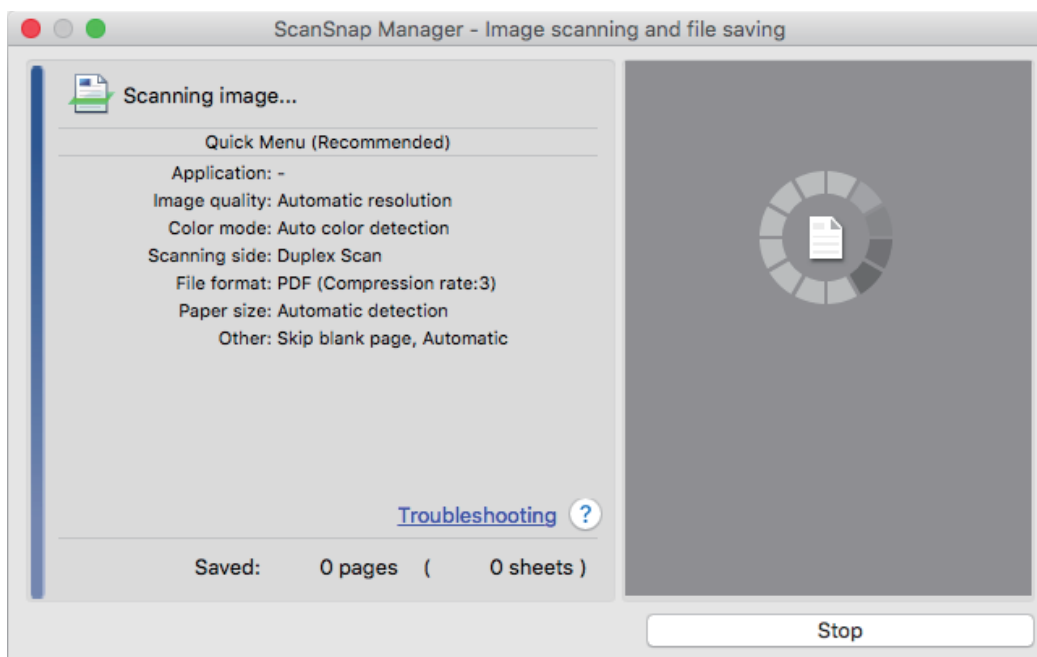 ScanSnap Manager - Image scanning and file saving
Scanning image...
Quick Menu (Recommended)
Application: -
Image quality: Automatic resolution
Color mode: Auto color detection
Scanning side: Duplex Scan
File format: PDF (Compression rate:3)
Paper size: Automatic detection
Other: Skip blank page, Automatic
Troubleshooting ?
Saved: 0 pages ( 0 sheets )
Stop